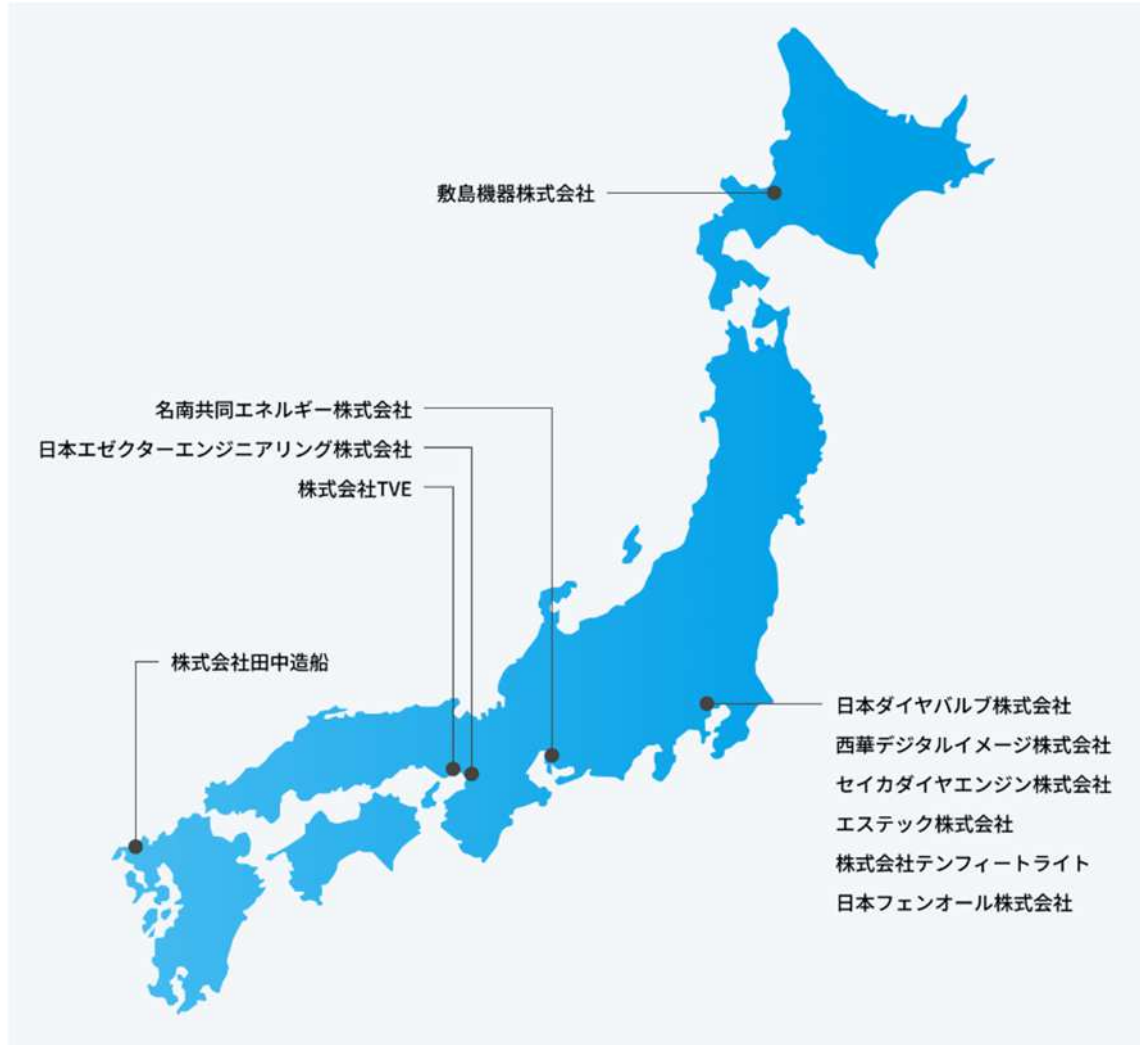 敷島機器株式会社
名南共同エネルギー株式会社
日本エゼクターエンジニアリング株式会社
株式会社TVE
株式会社田中造船
日本ダイヤバルブ株式会社
西華デジタルイメージ株式会社
セイカダイヤエンジン株式会社
エステック株式会社
株式会社テンフィートライト
日本フェンオール株式会社